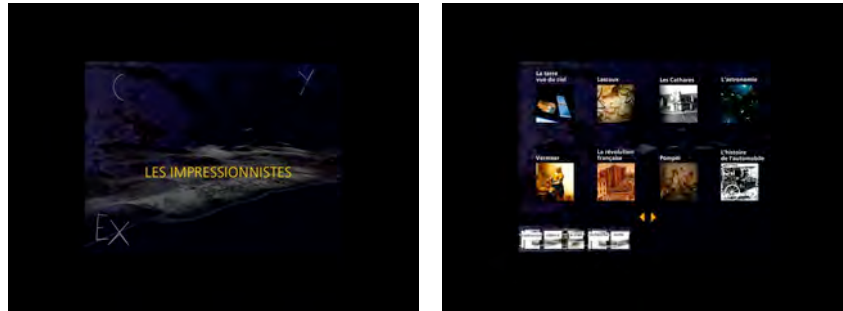 C
Y
LES IMPRESSIONNISTES
EX
La terre
vue du ciel
Lascaux
Les Cathares
L'astronomie
Vermeer
La révolution
française
Pompéi
L'histoire
de l'automobile